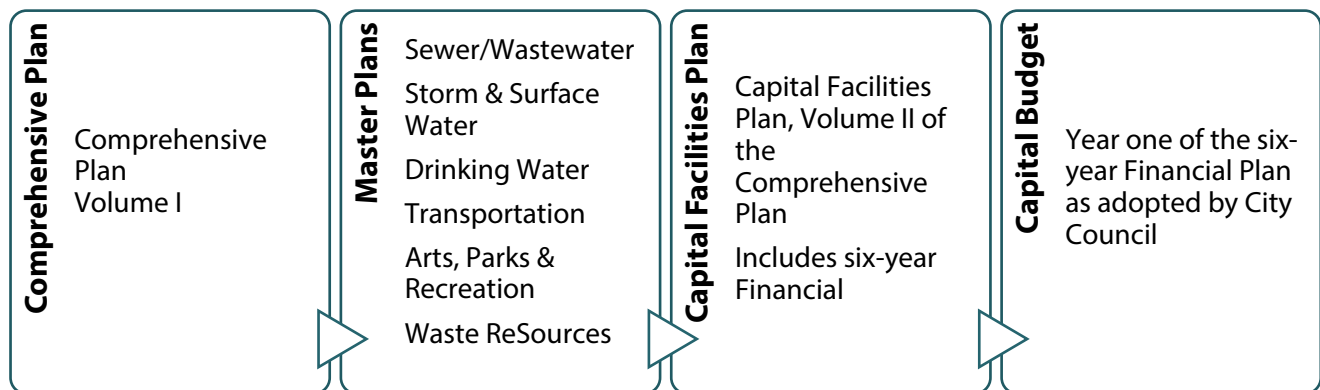 Comprehensive Plan
Comprehensive
Plan
Volume I
Master Plans
Sewer/Wastewater
Storm & Surface
Water
Drinking Water
Transportation
Arts, Parks &
Recreation
Waste ReSources
Capital Facilities Plan
Capital Facilities
Plan, Volume II of
the
Comprehensive
Plan
Includes six-year
Financial
Capital Budget
Year one of the six-
year Financial Plan
as adopted by City
Council